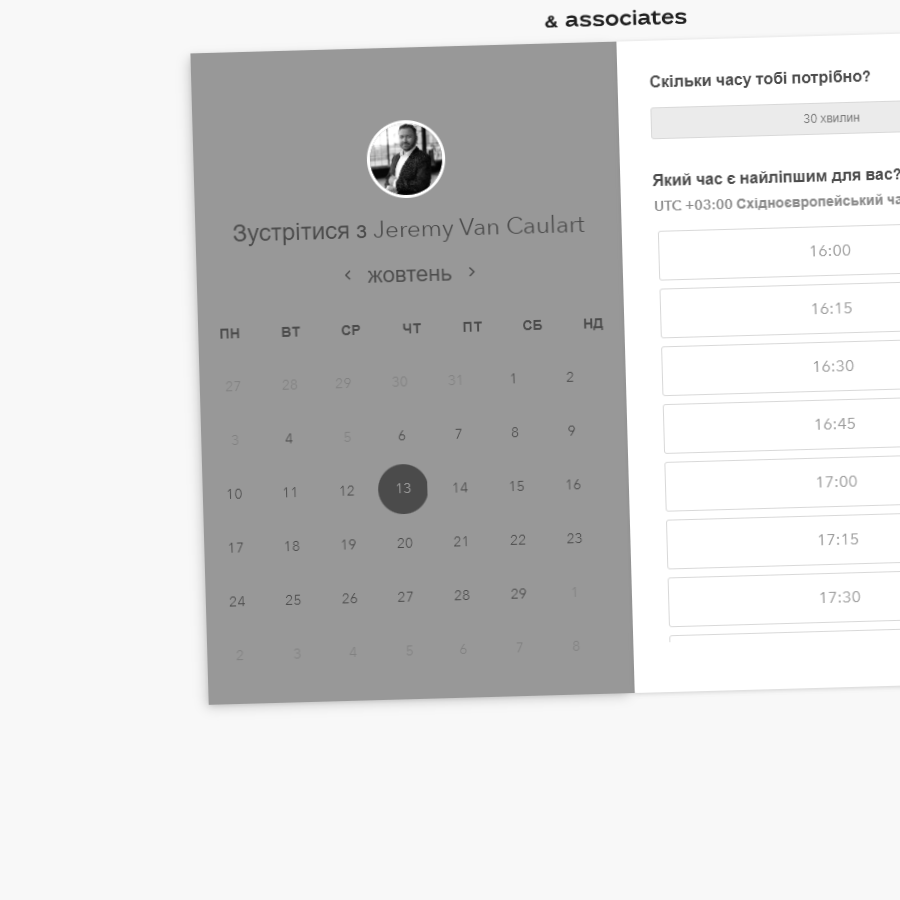 & associates
Зустрітися з Jeremy Van Caulart
‹ жовтень ›
ПН ВТ СР ЧТ ПТ СБ НД
27 28 29 30 31 1 2
3 4 5 6 7 8 9
10 11 12 13 14 15 16
17 18 19 20 21 22 23
24 25 26 27 28 29 1
2 3 4 5 6 7 8
Скільки часу тобі потрібно?
30 хвилин
Який час є найліпшим для вас?
UTC +03:00 Східноєвропейський
16:00
16:15
16:30
16:45
17:00
17:15
17:30